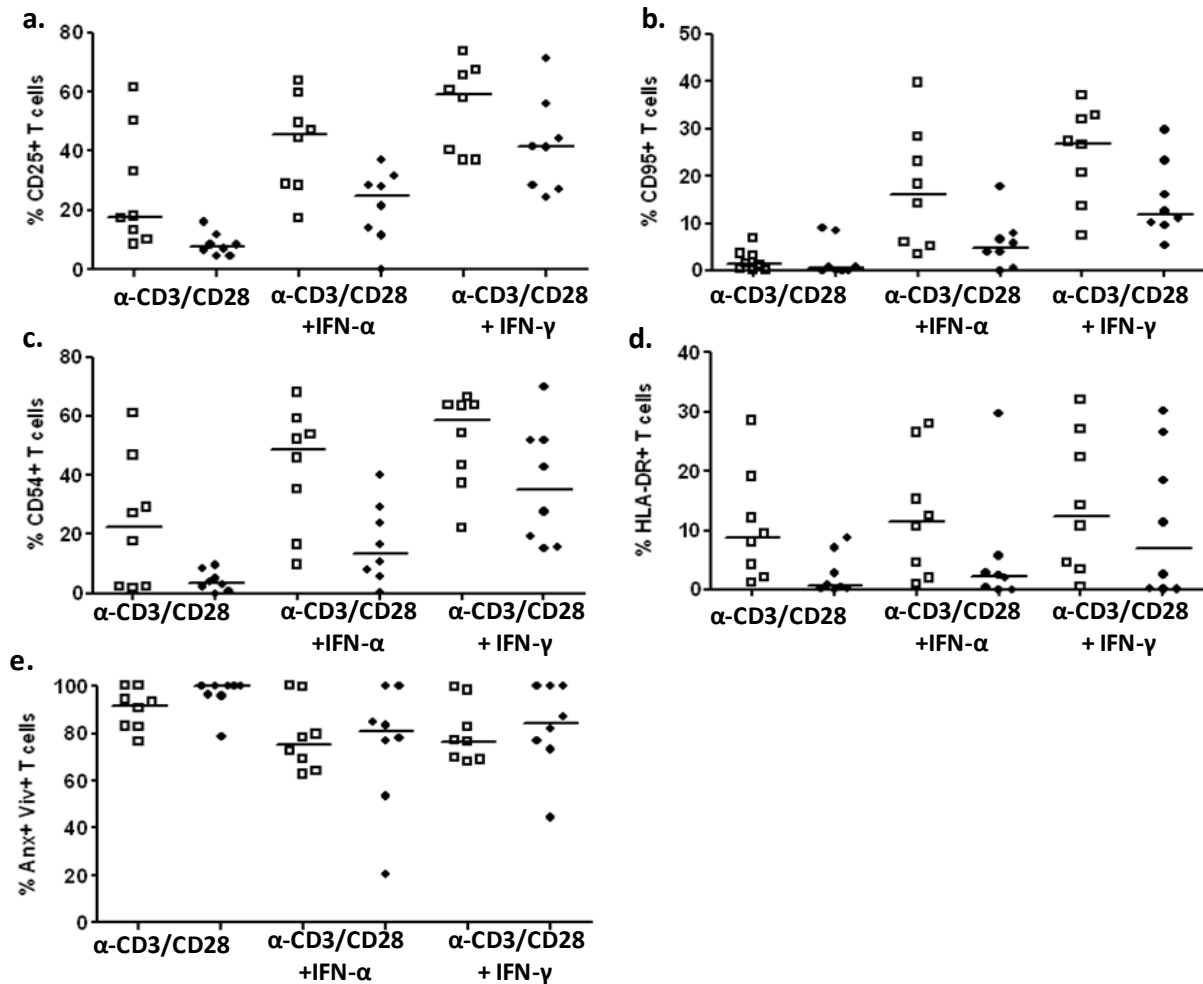 a.
% CD25+ T cells
80
60
40
20
0
α-CD3/CD28
α-CD3/CD28
+IFN-α
α-CD3/CD28
+ IFN-γ
b.
% CD95+ T cells
50
40
30
20
10
0
α-CD3/CD28
α-CD3/CD28
+IFN-α
α-CD3/CD28
+ IFN-γ
c.
% CD54+ T cells
80
60
40
20
0
α-CD3/CD28
α-CD3/CD28
+IFN-α
α-CD3/CD28
+ IFN-γ
d.
% HLA-DR+ T cells
40
30
20
10
0
α-CD3/CD28
α-CD3/CD28
+IFN-α
α-CD3/CD28
+ IFN-γ
e.
% Anx+ Viv+ T cells
100
80
60
40
20
0
α-CD3/CD28
α-CD3/CD28
+IFN-α
α-CD3/CD28
+ IFN-γ